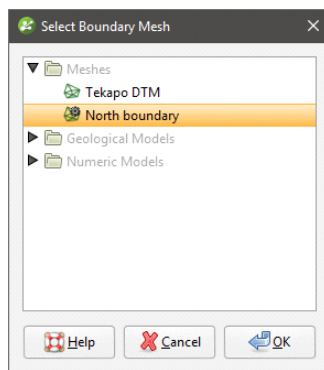 Select Boundary Mesh
Meshes
Tekapo DTM
North boundary
Geological Models
Numeric Models
Help Cancel OK